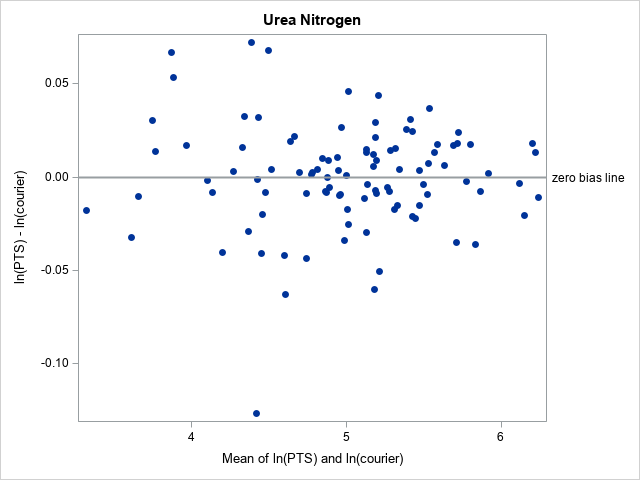 Urea Nitrogen
0.05
0.00
-0.05
-0.10
ln(PTS) - ln(courier)
zero bias line
4 5 6
Mean of ln(PTS) and ln(courier)